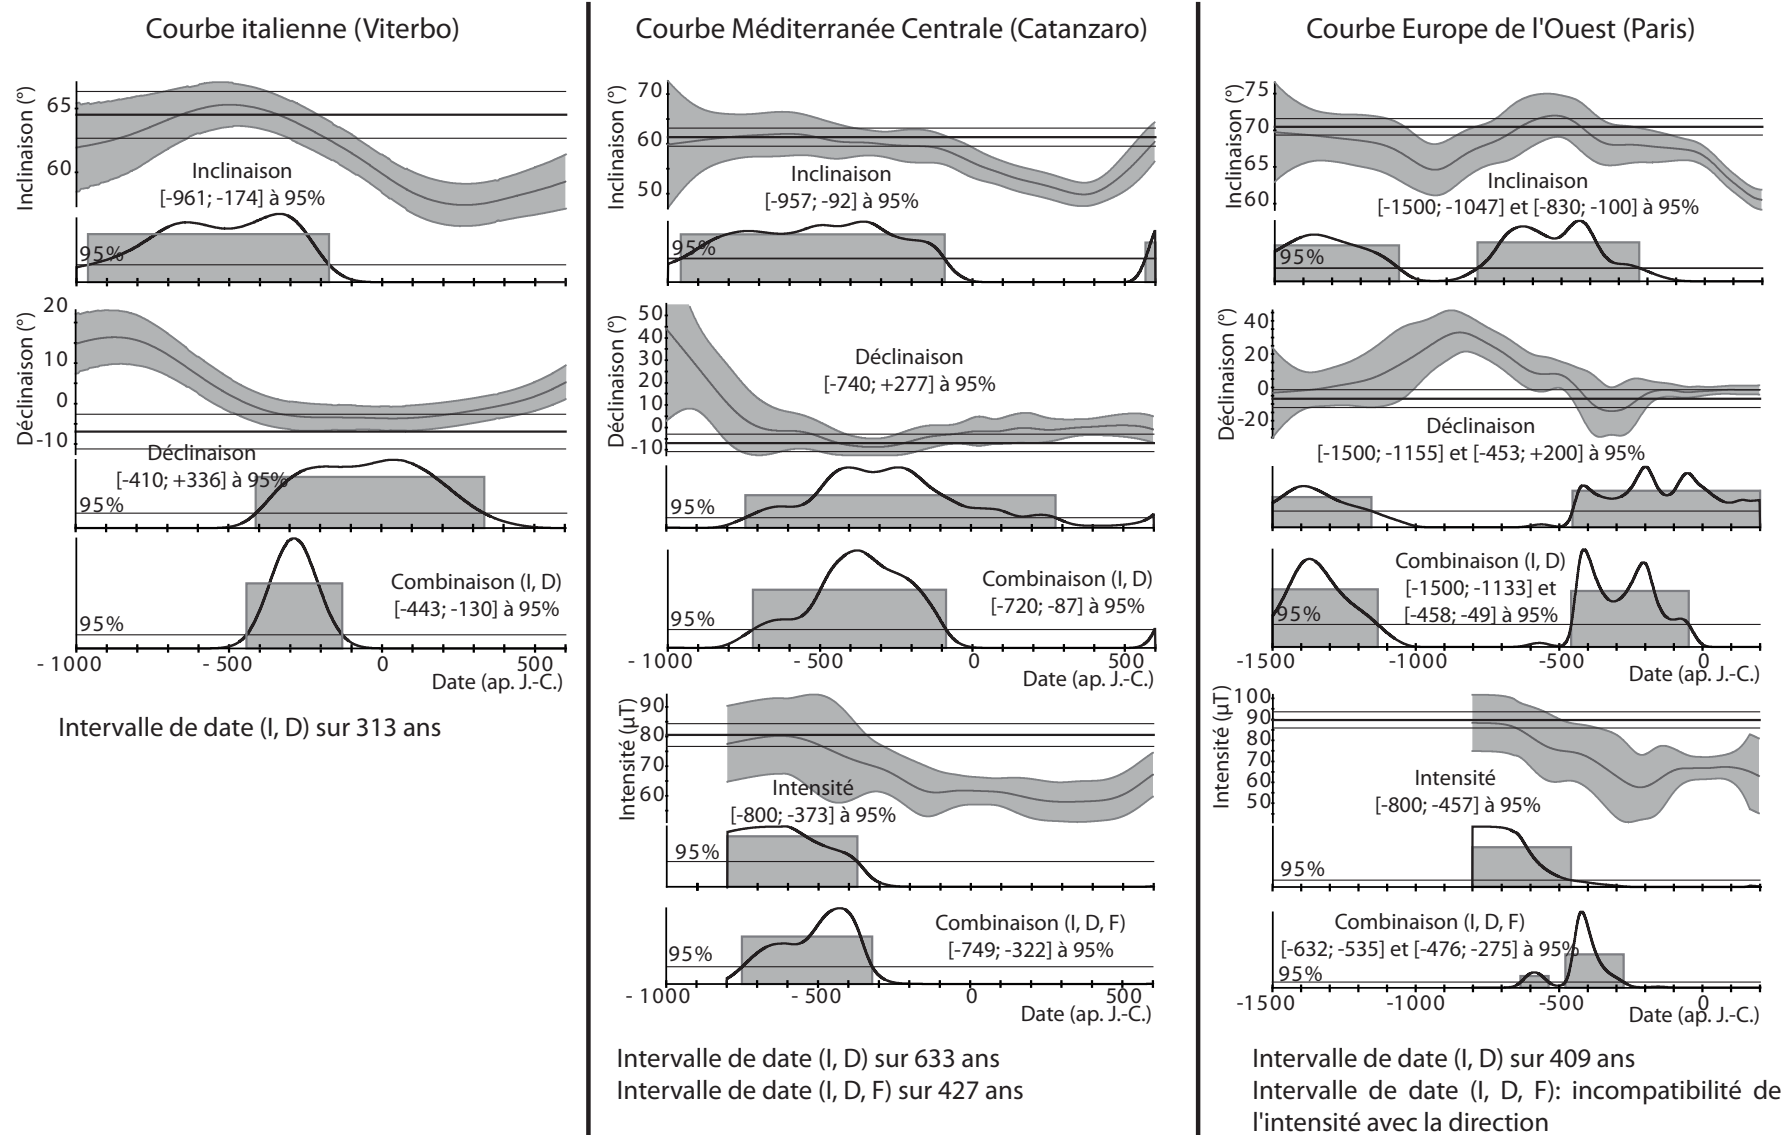 Courbe italienne (Viterbo)
Inclinaison (°)
65
60
Inclinaison
[-961; -174] à 95%
95%
Déclinaison (°)
20
10
0
-10
Déclinaison
[-410; +336] à 95%
95%
Combinaison (I, D)
[-443; -130] à 95%
95%
- 1000 - 500 0 500
Date (ap. J.-C.)
Intervalle de date (I, D) sur 313 ans
Courbe Méditerranée Centrale (Catanzaro)
Inclinaison (°)
70
60
50
Inclinaison
[-957; -92] à 95%
95%
Déclinaison (°)
50
40
30
20
10
0
-10
Déclinaison
[-740; +277] à 95%
95%
Combinaison (I, D)
[-720; -87] à 95%
95%
- 1000 - 500 0 500
Date (ap. J.-C.)
Intensité (µT)
90
80
70
60
Intensité
[-800; -373] à 95%
95%
Combinaison (I, D, F)
[-749; -322] à 95%
95%
- 1000 - 500 0 500
Date (ap. J.-C.)
Intervalle de date (I, D) sur 633 ans
Intervalle de date (I, D, F) sur 427 ans
Courbe Europe de l'Ouest (Paris)
Inclinaison (°)
75
70
65
60
Inclinaison
[-1500; -1047] et [-830; -100] à 95%
95%
Déclinaison (°)
40
20
0
-20
Déclinaison
[-1500; -1155] et [-453; +200] à 95%
95%
Combinaison (I, D)
[-1500; -1133] et
[-458; -49] à 95%
95%
-1500 -1000 -500 0
Date (ap. J.-C.)
Intensité (µT)
100
90
80
70
60
50
Intensité
[-800; -457] à 95%
95%
Combinaison (I, D, F)
[-632; -535] et [-476; -275] à 95%
95%
-1500 -1000 -500 0
Date (ap. J.-C.)
Intervalle de date (I, D) sur 409 ans
Intervalle de date (I, D, F): incompatibilité de
l'intensité avec la direction